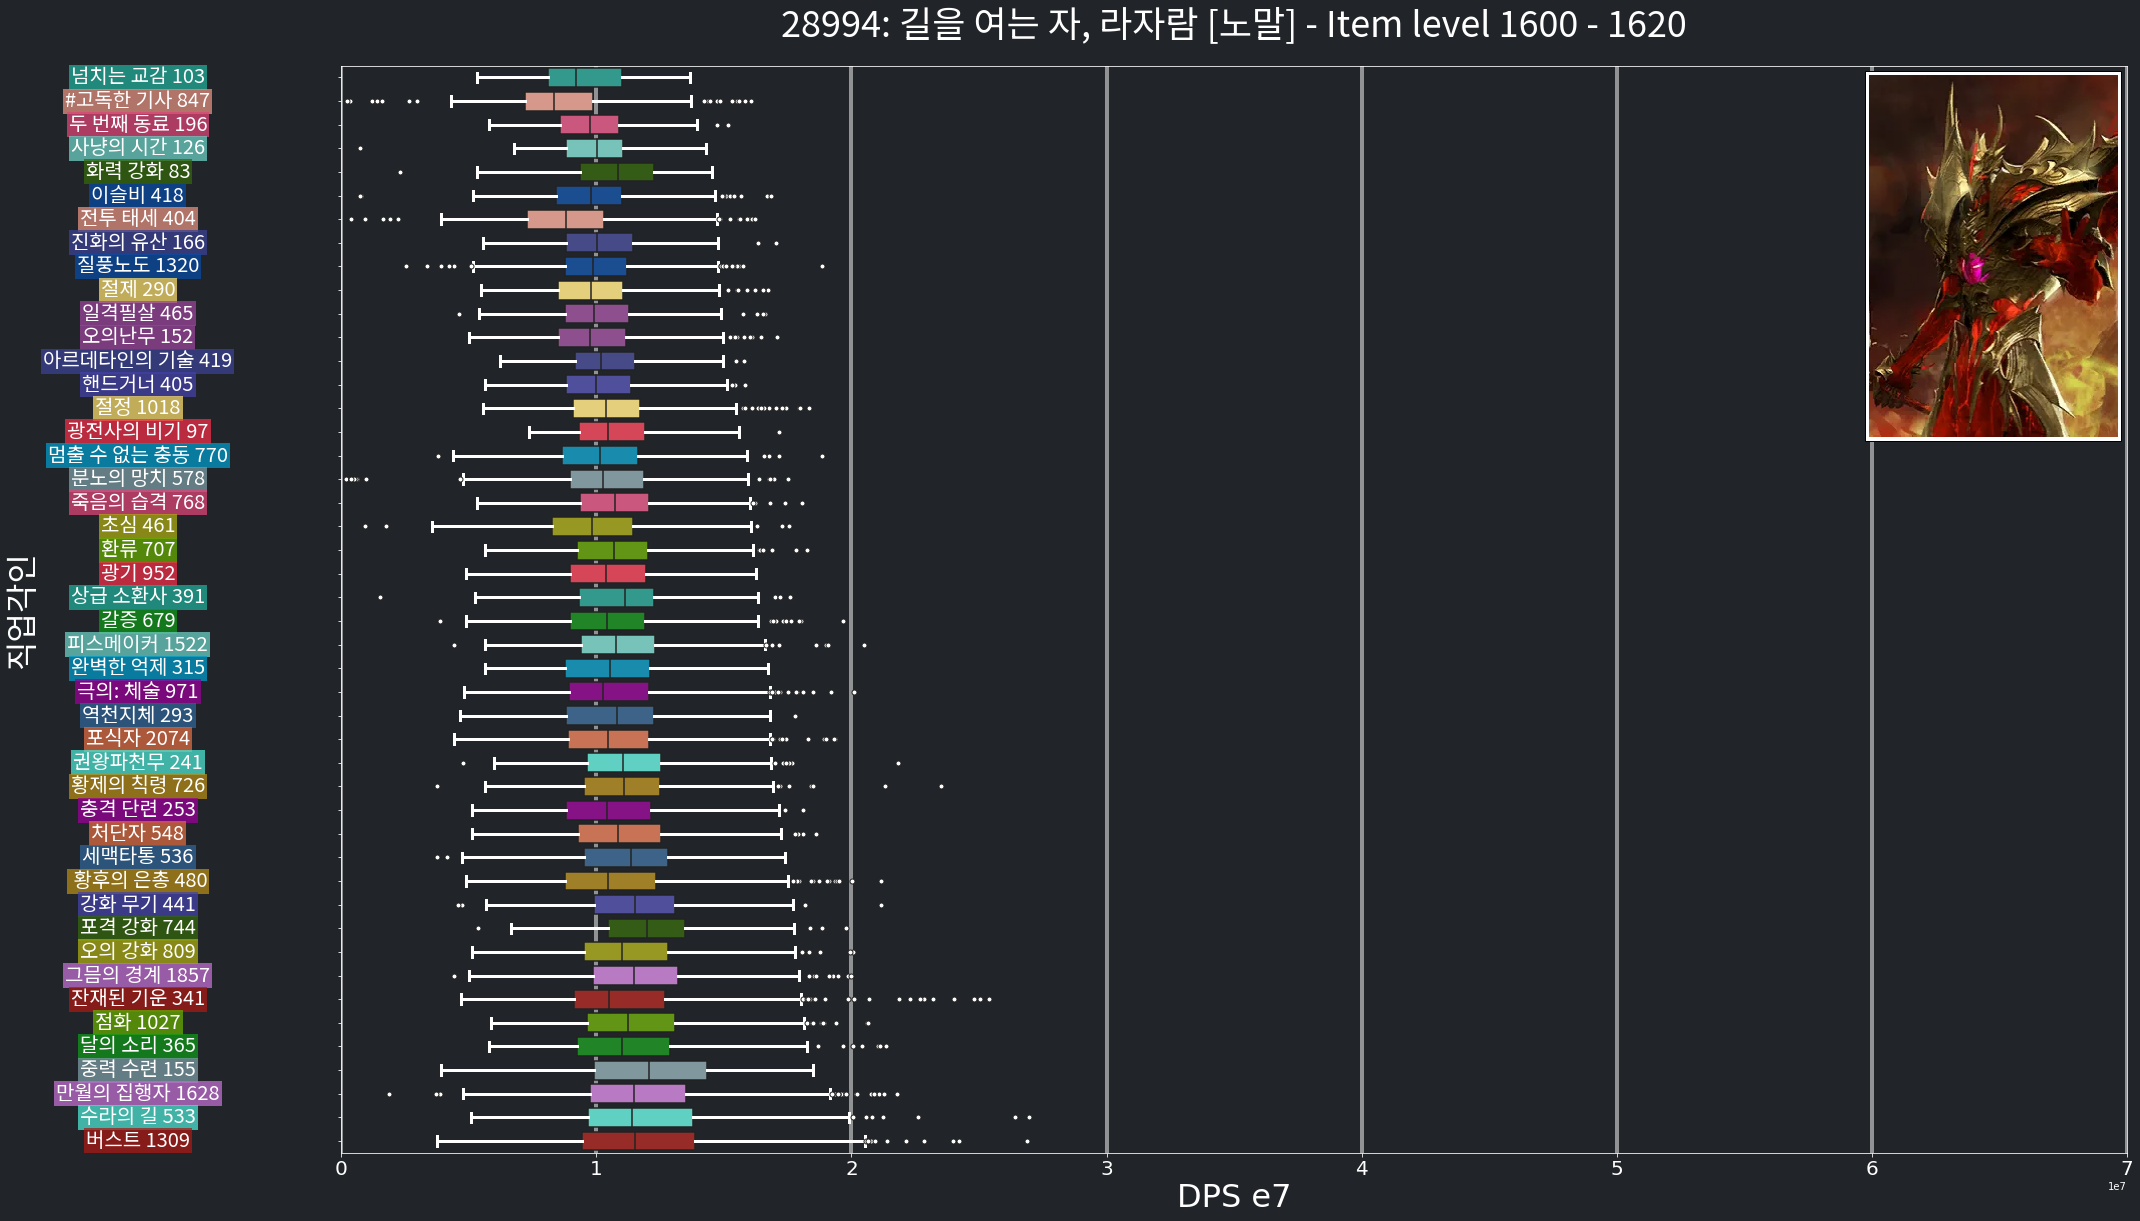 28994: 길을 여는 자, 라자람 [노말] - Item level 1600 - 1620
넘치는 교감 103
#고독한 기사 847
두 번째 동료 196
사냥의 시간 126
화력 강화 83
이슬비 418
전투 태세 404
진화의 유산 166
질풍노도 1320
절제 290
일격필살 465
오의난무 152
아르데타인의 기술 419
핸드거너 405
절정 1018
광전사의 비기 97
멈출 수 없는 충동 770
분노의 망치 578
죽음의 습격 768
초심 461
환류 707
광기 952
상급 소환사 391
갈증 679
피스메이커 1522
완벽한 억제 315
극의: 체술 971
역천지체 293
포식자 2074
권왕파천무 241
황제의 칙령 726
충격 단련 253
처단자 548
세맥타통 536
황후의 은총 480
강화 무기 441
포격 강화 744
오의 강화 809
그믐의 경계 1857
잔재된 기운 341
점화 1027
달의 소리 365
중력 수련 155
만월의 집행자 1628
수라의 길 533
버스트 1309
직업각인
0 1 2 3 4 5 6 7
DPS e7
1e7